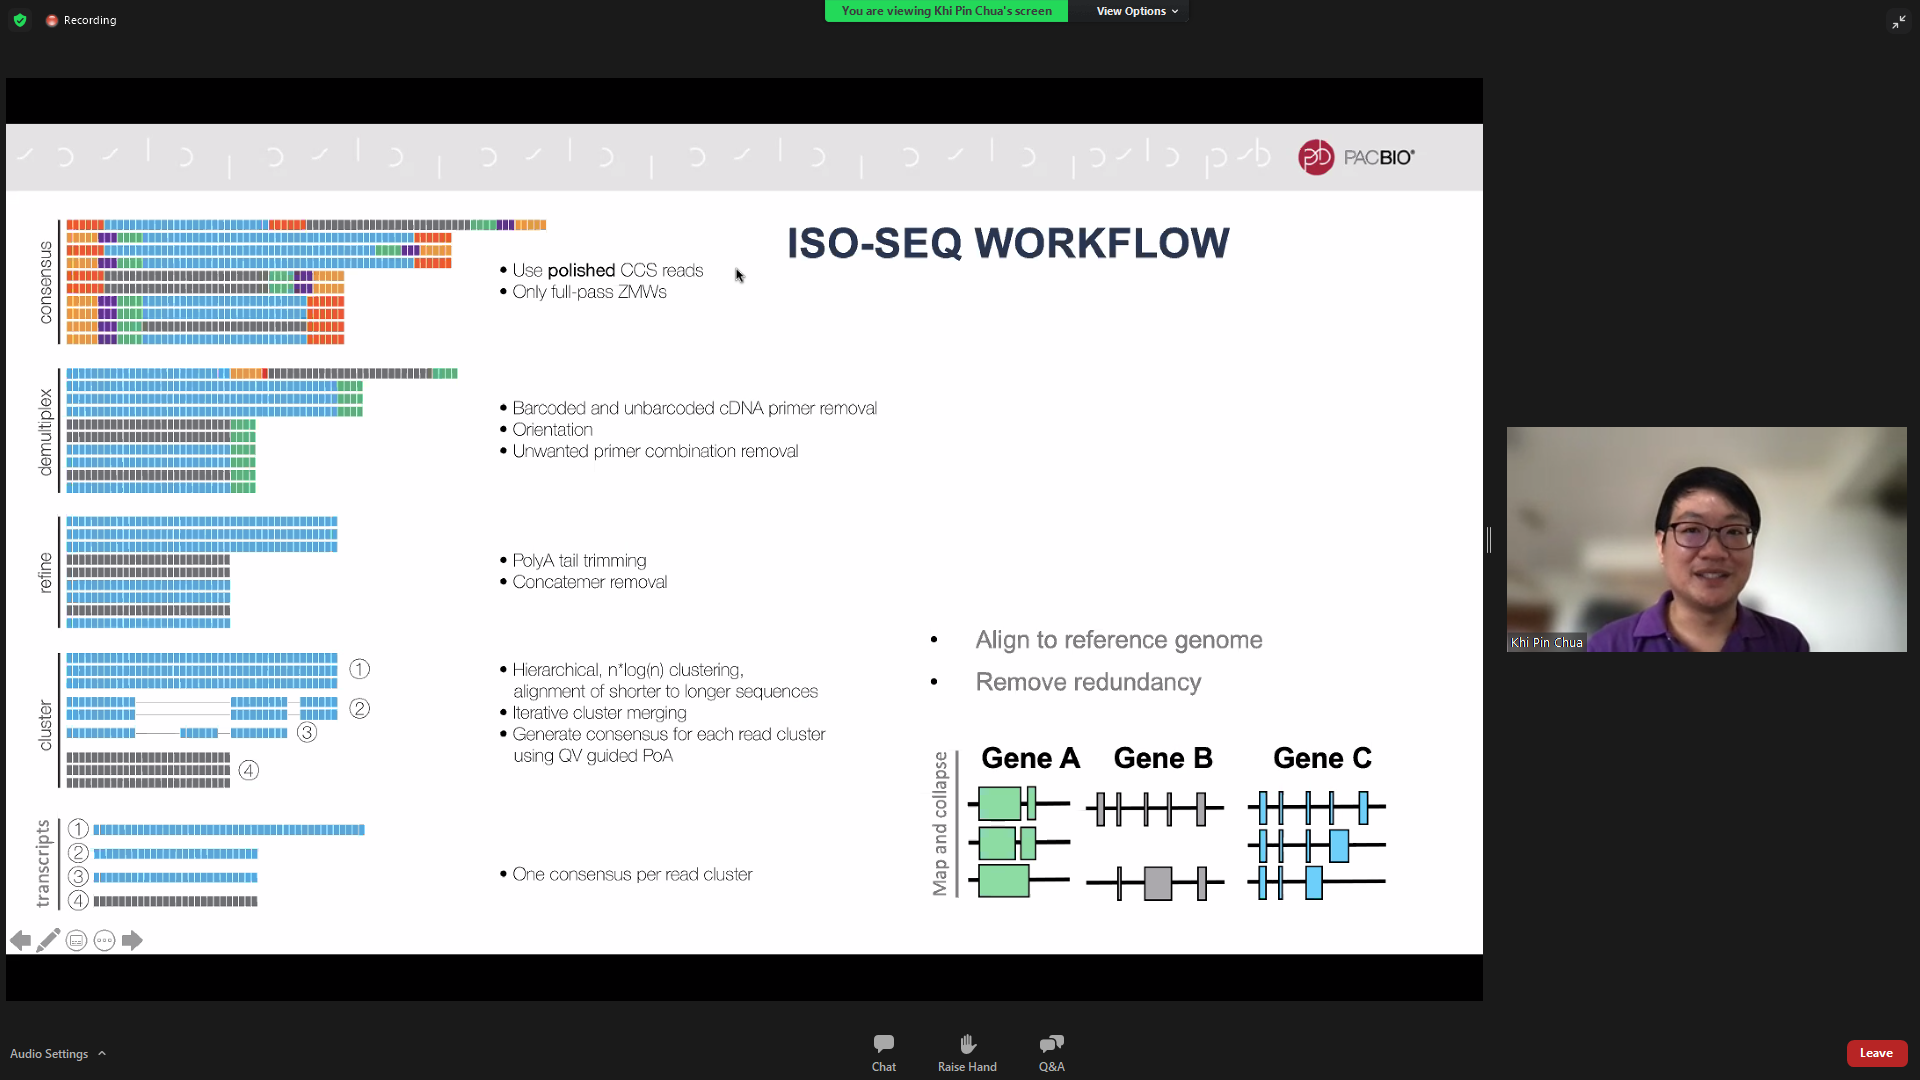 Recording
You are viewing Khi Pin Chua's screen
View Options
PACBIO®
ISO-SEQ WORKFLOW
consensus
• Use polished CCS reads
• Only full-pass ZMWs
demultiplex
• Barcoded and unbarcoded cDNA primer removal
• Orientation
• Unwanted primer combination removal
refine
• PolyA tail trimming
• Concatemer removal
cluster
1
2
3
4
• Hierarchical, n*log(n) clustering,
alignment of shorter to longer sequences
• Iterative cluster merging
• Generate consensus for each read cluster
using QV guided PoA
transcripts
1
2
3
4
• One consensus per read cluster
• Align to reference genome
• Remove redundancy
Map and collapse
Gene A Gene B Gene C
Khi Pin Chua
Audio Settings
Chat
Raise Hand
Q&A
Leave